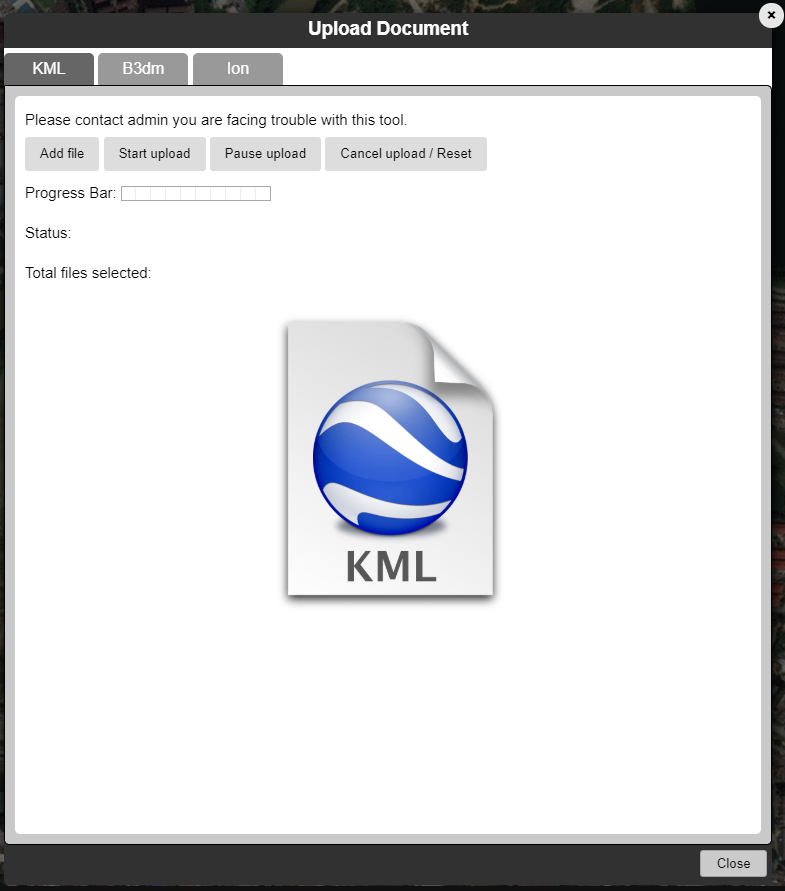 Upload Document
KML B3dm Ion
Please contact admin you are facing trouble with this tool.
Add file Start upload Pause upload Cancel upload / Reset
Progress Bar:
Status:
Total files selected:
KML
Close